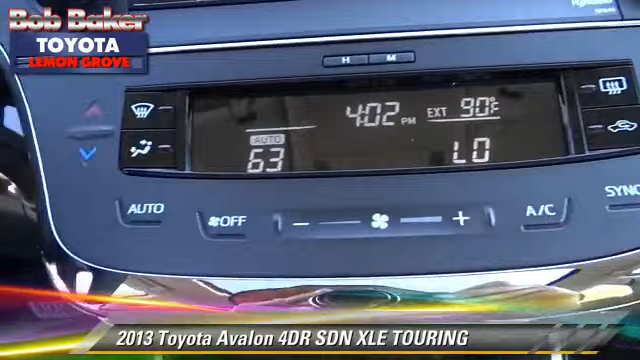 Bob Baker
TOYOTA
LEMON GROVE
H M
4:02 PM EXT 90°F
AUTO
63 LO
AUTO OFF - + A/C SYNC
2013 Toyota Avalon 4DR SDN XLE TOURING